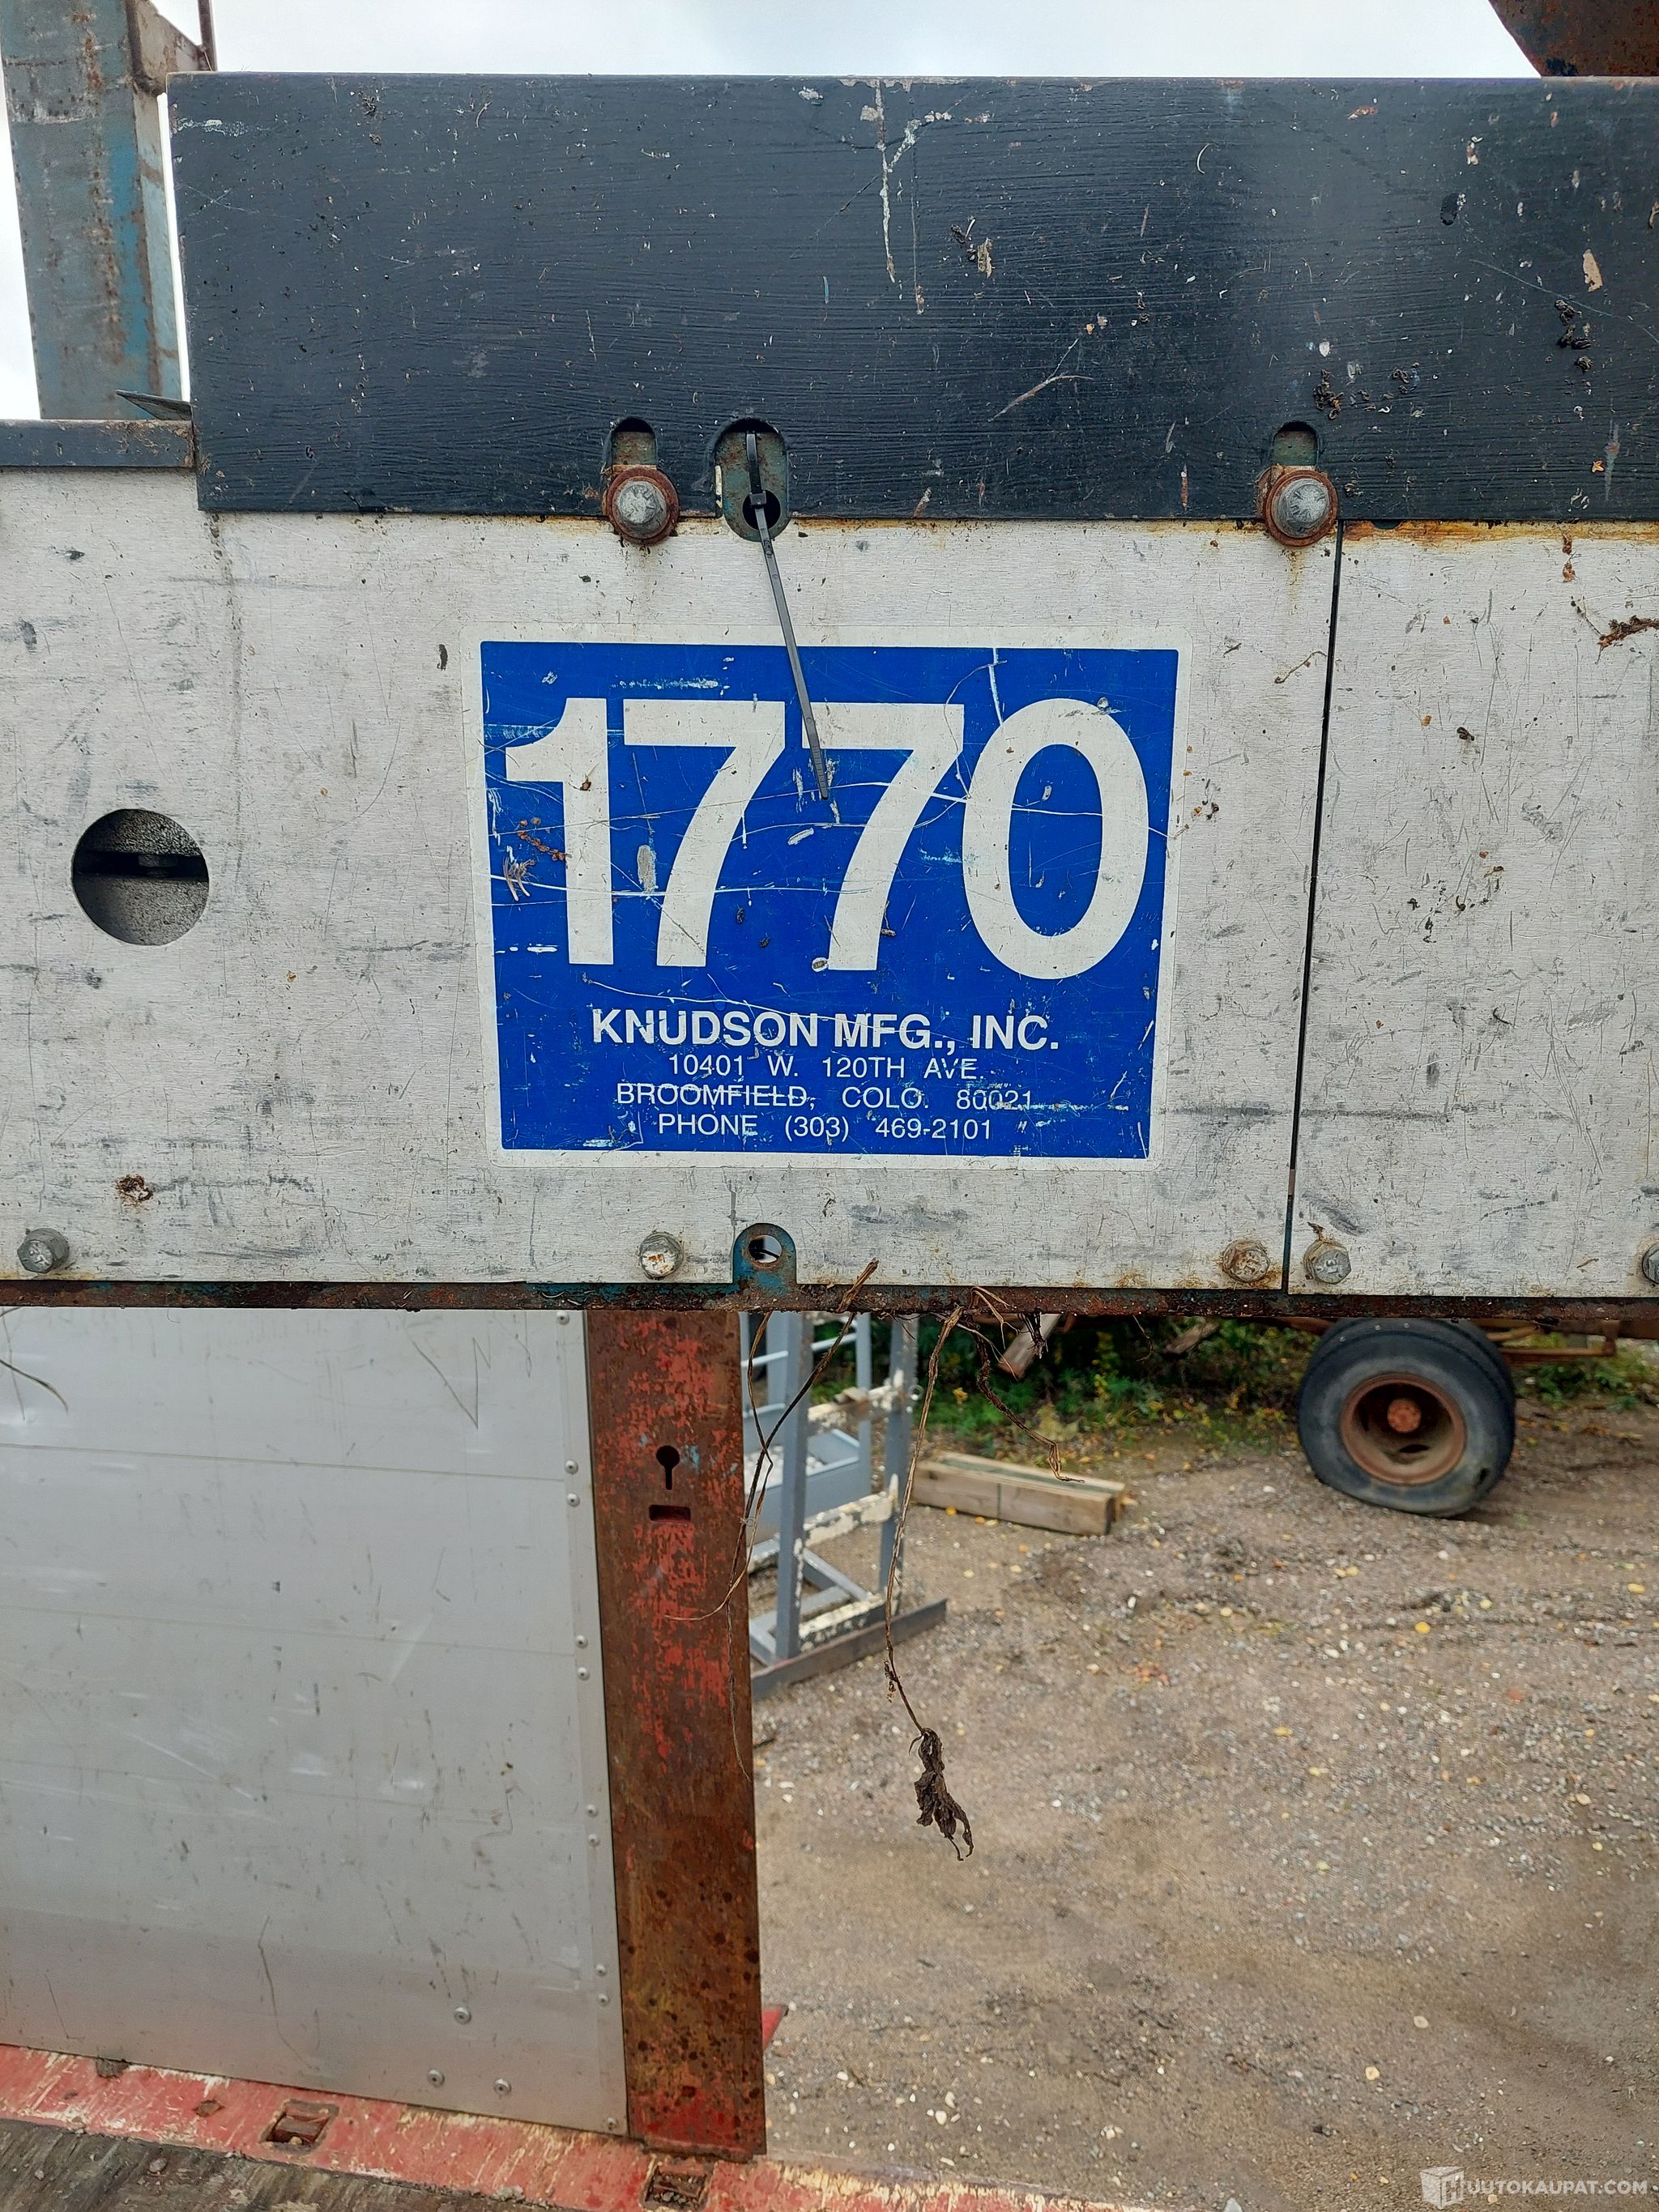 1770
KNUDSON MFG., INC.
10401 W. 120TH AVE.
BROOMFIELD, COLO. 80021
PHONE (303) 469-2101
HUUTOKAUPAT.COM